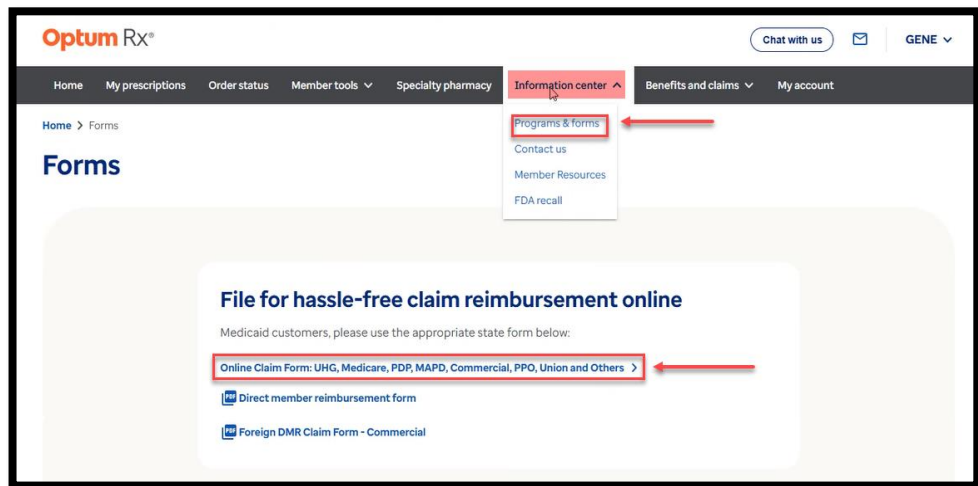 Optum Rx®
Chat with us
GENE
Home My prescriptions Order status Member tools Specialty pharmacy Information center Benefits and claims My account
Home > Forms
Programs & forms
Contact us
Member Resources
FDA recall
Forms
File for hassle-free claim reimbursement online
Medicaid customers, please use the appropriate state form below:
Online Claim Form: UHG, Medicare, PDP, MAPD, Commercial, PPO, Union and Others >
PDF Direct member reimbursement form
PDF Foreign DMR Claim Form - Commercial